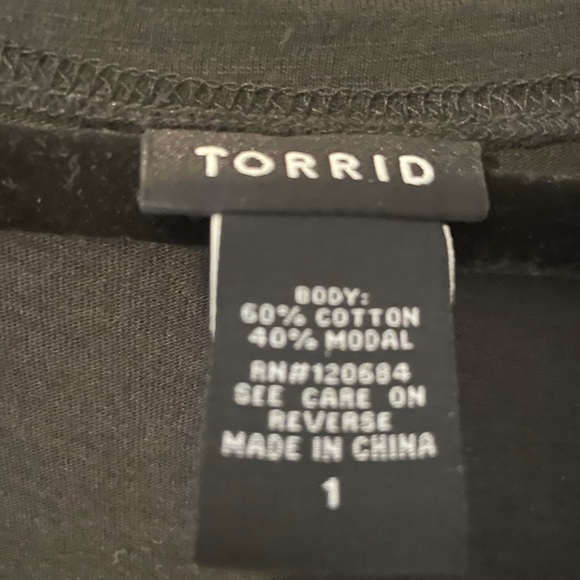 TORRID
BODY:
60% COTTON
40% MODAL
RN#120684
SEE CARE ON
REVERSE
MADE IN CHINA
1